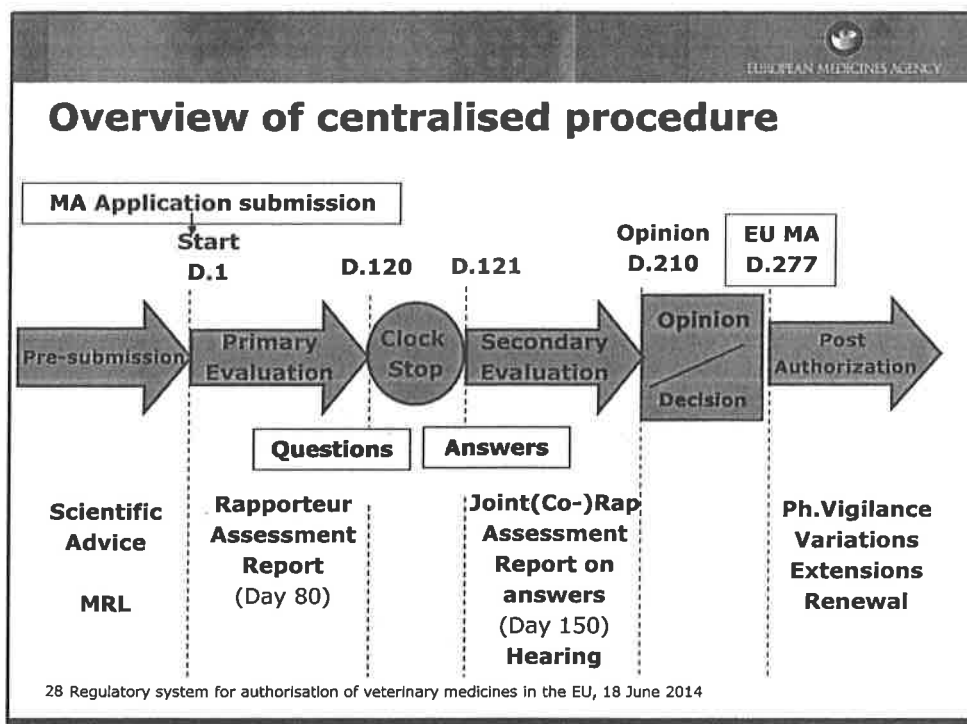 EUROPEAN MEDICINES AGENCY
Overview of centralised procedure
MA Application submission
Start
D.1
D.120
D.121
Opinion
D.210
EU MA
D.277
Pre-submission
Primary
Evaluation
Clock
Stop
Secondary
Evaluation
Opinion
Decision
Post
Authorization
Questions
Answers
Scientific
Advice
MRL
Rapporteur
Assessment
Report
(Day 80)
Joint(Co-)Rap
Assessment
Report on
answers
(Day 150)
Hearing
Ph.Vigilance
Variations
Extensions
Renewal
28 Regulatory system for authorisation of veterinary medicines in the EU, 18 June 2014